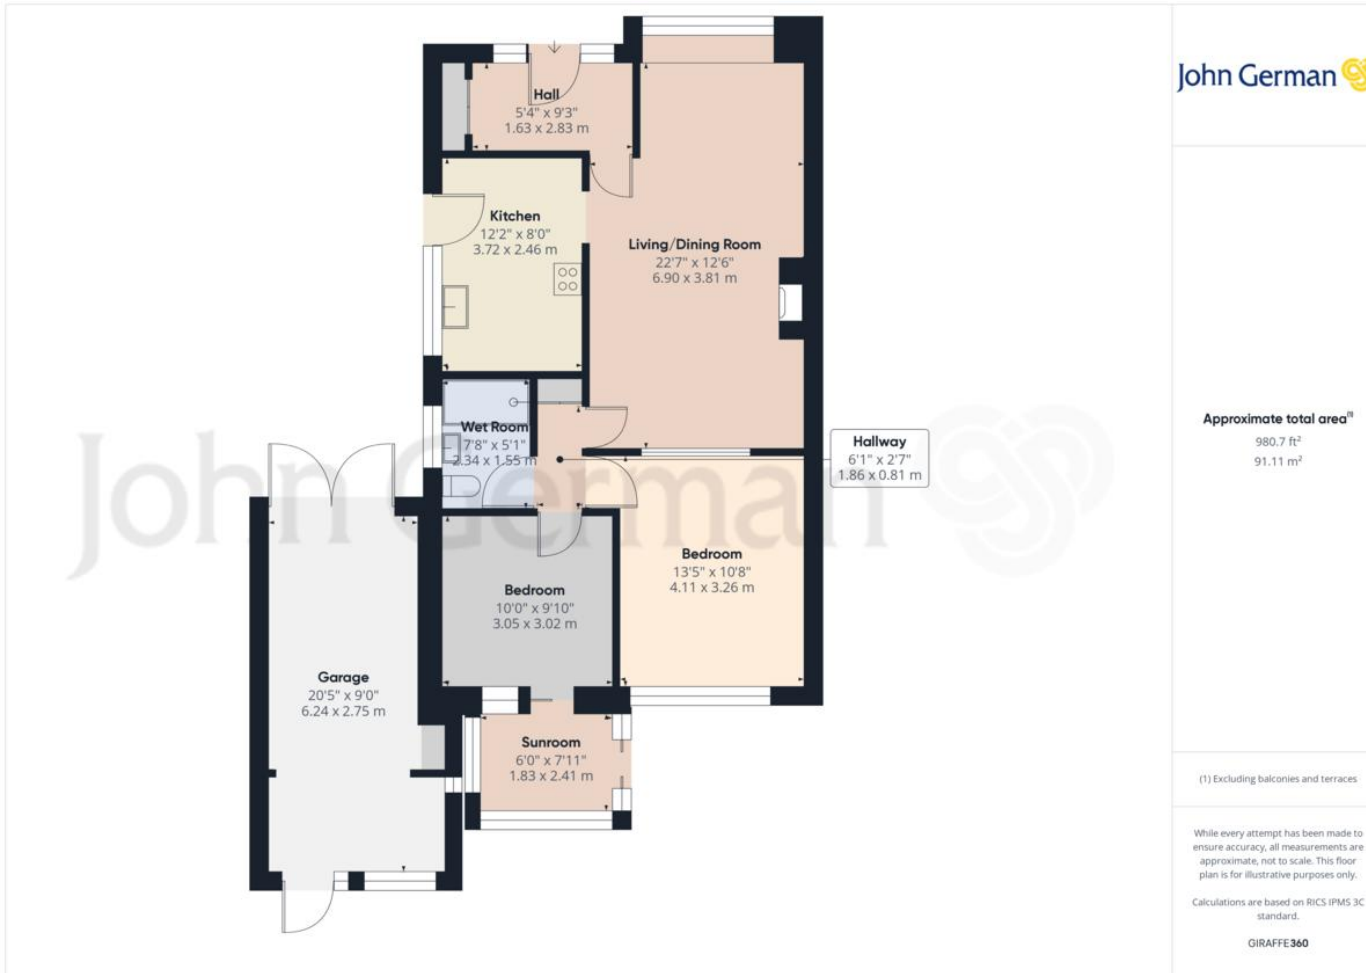 Hall
5'4" x 9'3"
1.63 x 2.83 m
Kitchen
12'2" x 8'0"
3.72 x 2.46 m
Living/Dining Room
22'7" x 12'6"
6.90 x 3.81 m
Wet Room
7'8" x 5'1"
2.34 x 1.55 m
Hallway
6'1" x 2'7"
1.86 x 0.81 m
John German
Bedroom
13'5" x 10'8"
4.11 x 3.26 m
Bedroom
10'0" x 9'10"
3.05 x 3.02 m
Garage
20'5" x 9'0"
6.24 x 2.75 m
Sunroom
6'0" x 7'11"
1.83 x 2.41 m
John German
Approximate total area(1)
980.7 ft²
91.11 m²
(1) Excluding balconies and terraces
While every attempt has been made to
ensure accuracy, all measurements are
approximate, not to scale. This floor
plan is for illustrative purposes only.
Calculations are based on RICS IPMS 3C
standard.
GIRAFFE360